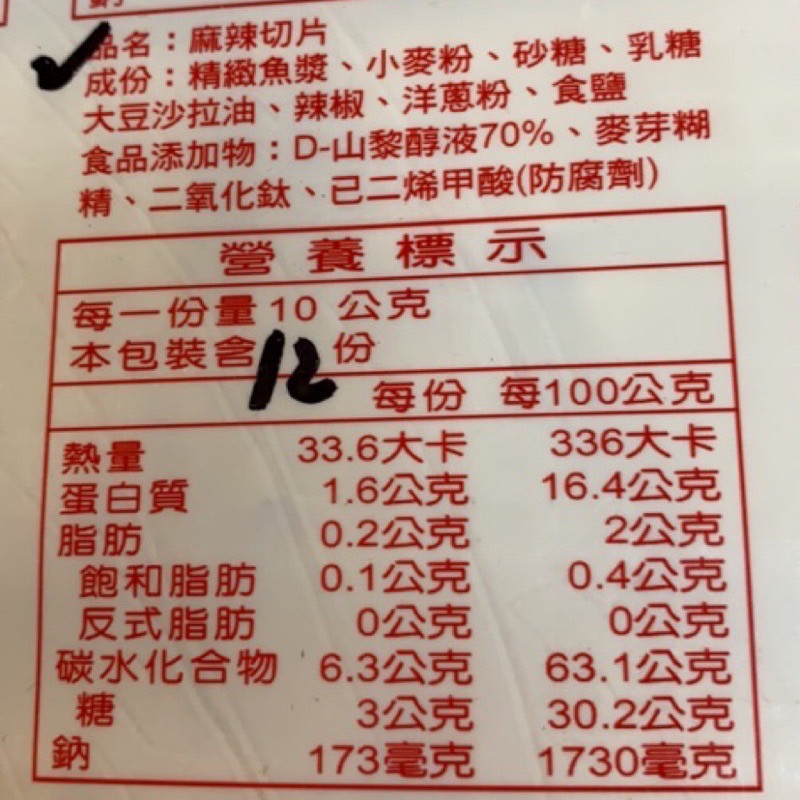 品名：麻辣切片
成份：精緻魚漿、小麥粉、砂糖、乳糖
大豆沙拉油、辣椒、洋蔥粉、食鹽
食品添加物：D-山黎醇液70%、麥芽糊
精、二氧化鈦、已二烯甲酸(防腐劑)
營養標示
每一份量10公克
本包裝含12份
每份 每100公克
熱量 33.6大卡 336大卡
蛋白質 1.6公克 16.4公克
脂肪 0.2公克 2公克
飽和脂肪 0.1公克 0.4公克
反式脂肪 0公克 0公克
碳水化合物 6.3公克 63.1公克
糖 3公克 30.2公克
鈉 173毫克 1730毫克